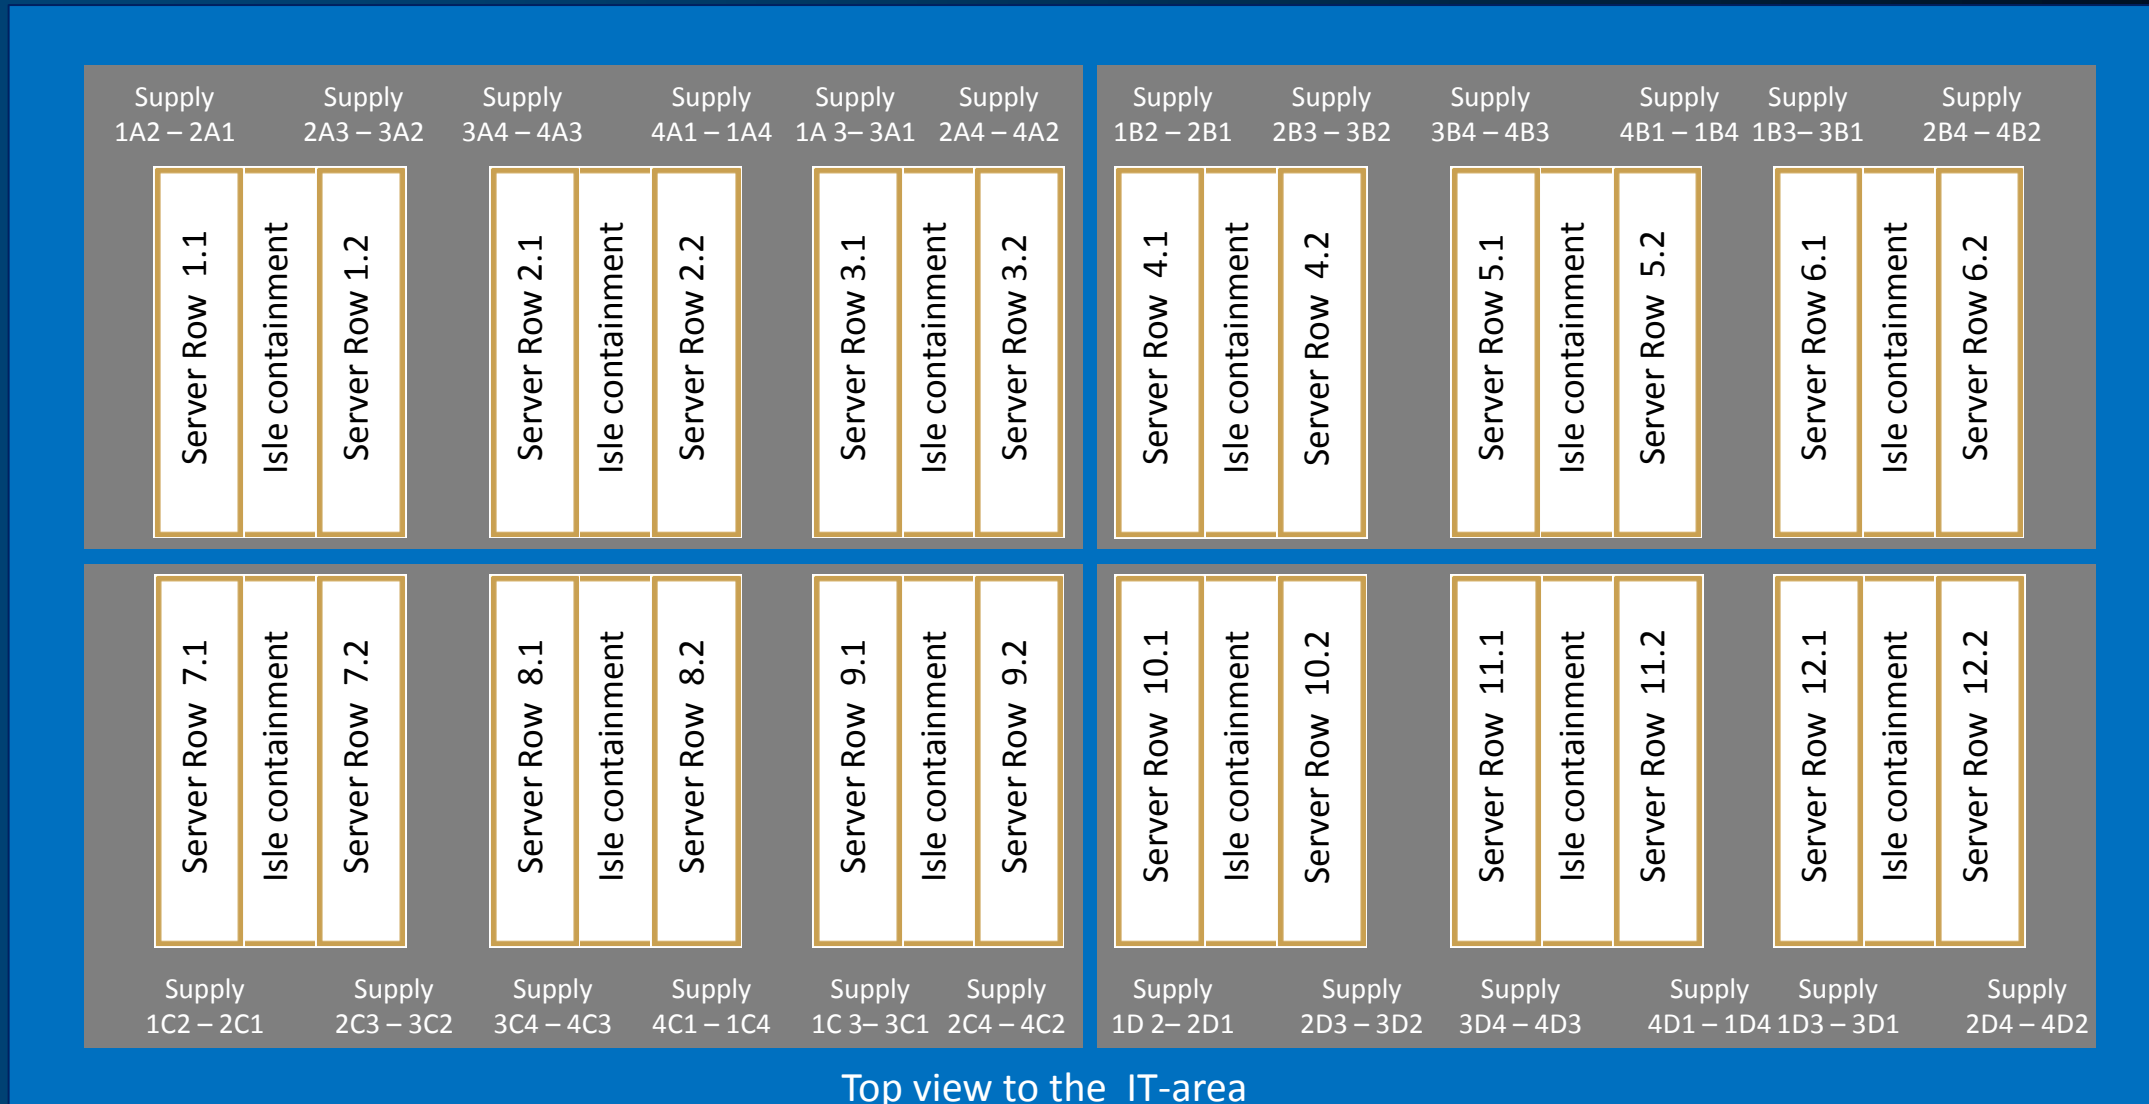 Supply
1A2 – 2A1
Supply
2A3 – 3A2
Supply
3A4 – 4A3
Supply
4A1 – 1A4
Supply
1A 3– 3A1
Supply
2A4 – 4A2
Supply
1B2 – 2B1
Supply
2B3 – 3B2
Supply
3B4 – 4B3
Supply
4B1 – 1B4
Supply
1B3– 3B1
Supply
2B4 – 4B2
Server Row 1.1
Isle containment
Server Row 1.2
Server Row 2.1
Isle containment
Server Row 2.2
Server Row 3.1
Isle containment
Server Row 3.2
Server Row 4.1
Isle containment
Server Row 4.2
Server Row 5.1
Isle containment
Server Row 5.2
Server Row 6.1
Isle containment
Server Row 6.2
Server Row 7.1
Isle containment
Server Row 7.2
Server Row 8.1
Isle containment
Server Row 8.2
Server Row 9.1
Isle containment
Server Row 9.2
Server Row 10.1
Isle containment
Server Row 10.2
Server Row 11.1
Isle containment
Server Row 11.2
Server Row 12.1
Isle containment
Server Row 12.2
Supply
1C2 – 2C1
Supply
2C3 – 3C2
Supply
3C4 – 4C3
Supply
4C1 – 1C4
Supply
1C 3– 3C1
Supply
2C4 – 4C2
Supply
1D 2– 2D1
Supply
2D3 – 3D2
Supply
3D4 – 4D3
Supply
4D1 – 1D4
Supply
1D3 – 3D1
Supply
2D4 – 4D2
Top view to the IT-area